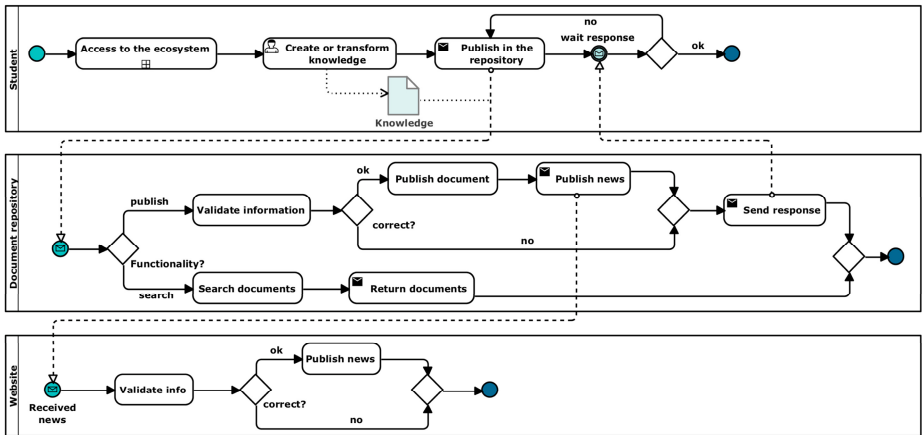 Student
no
Access to the ecosystem
Create or transform
knowledge
Publish in the
repository
wait response
ok
Knowledge
Document repository
publish
Validate information
ok
Publish document
Publish news
correct?
no
Send response
Functionality?
search
Search documents
Return documents
Website
Received
news
Validate info
ok
Publish news
correct?
no